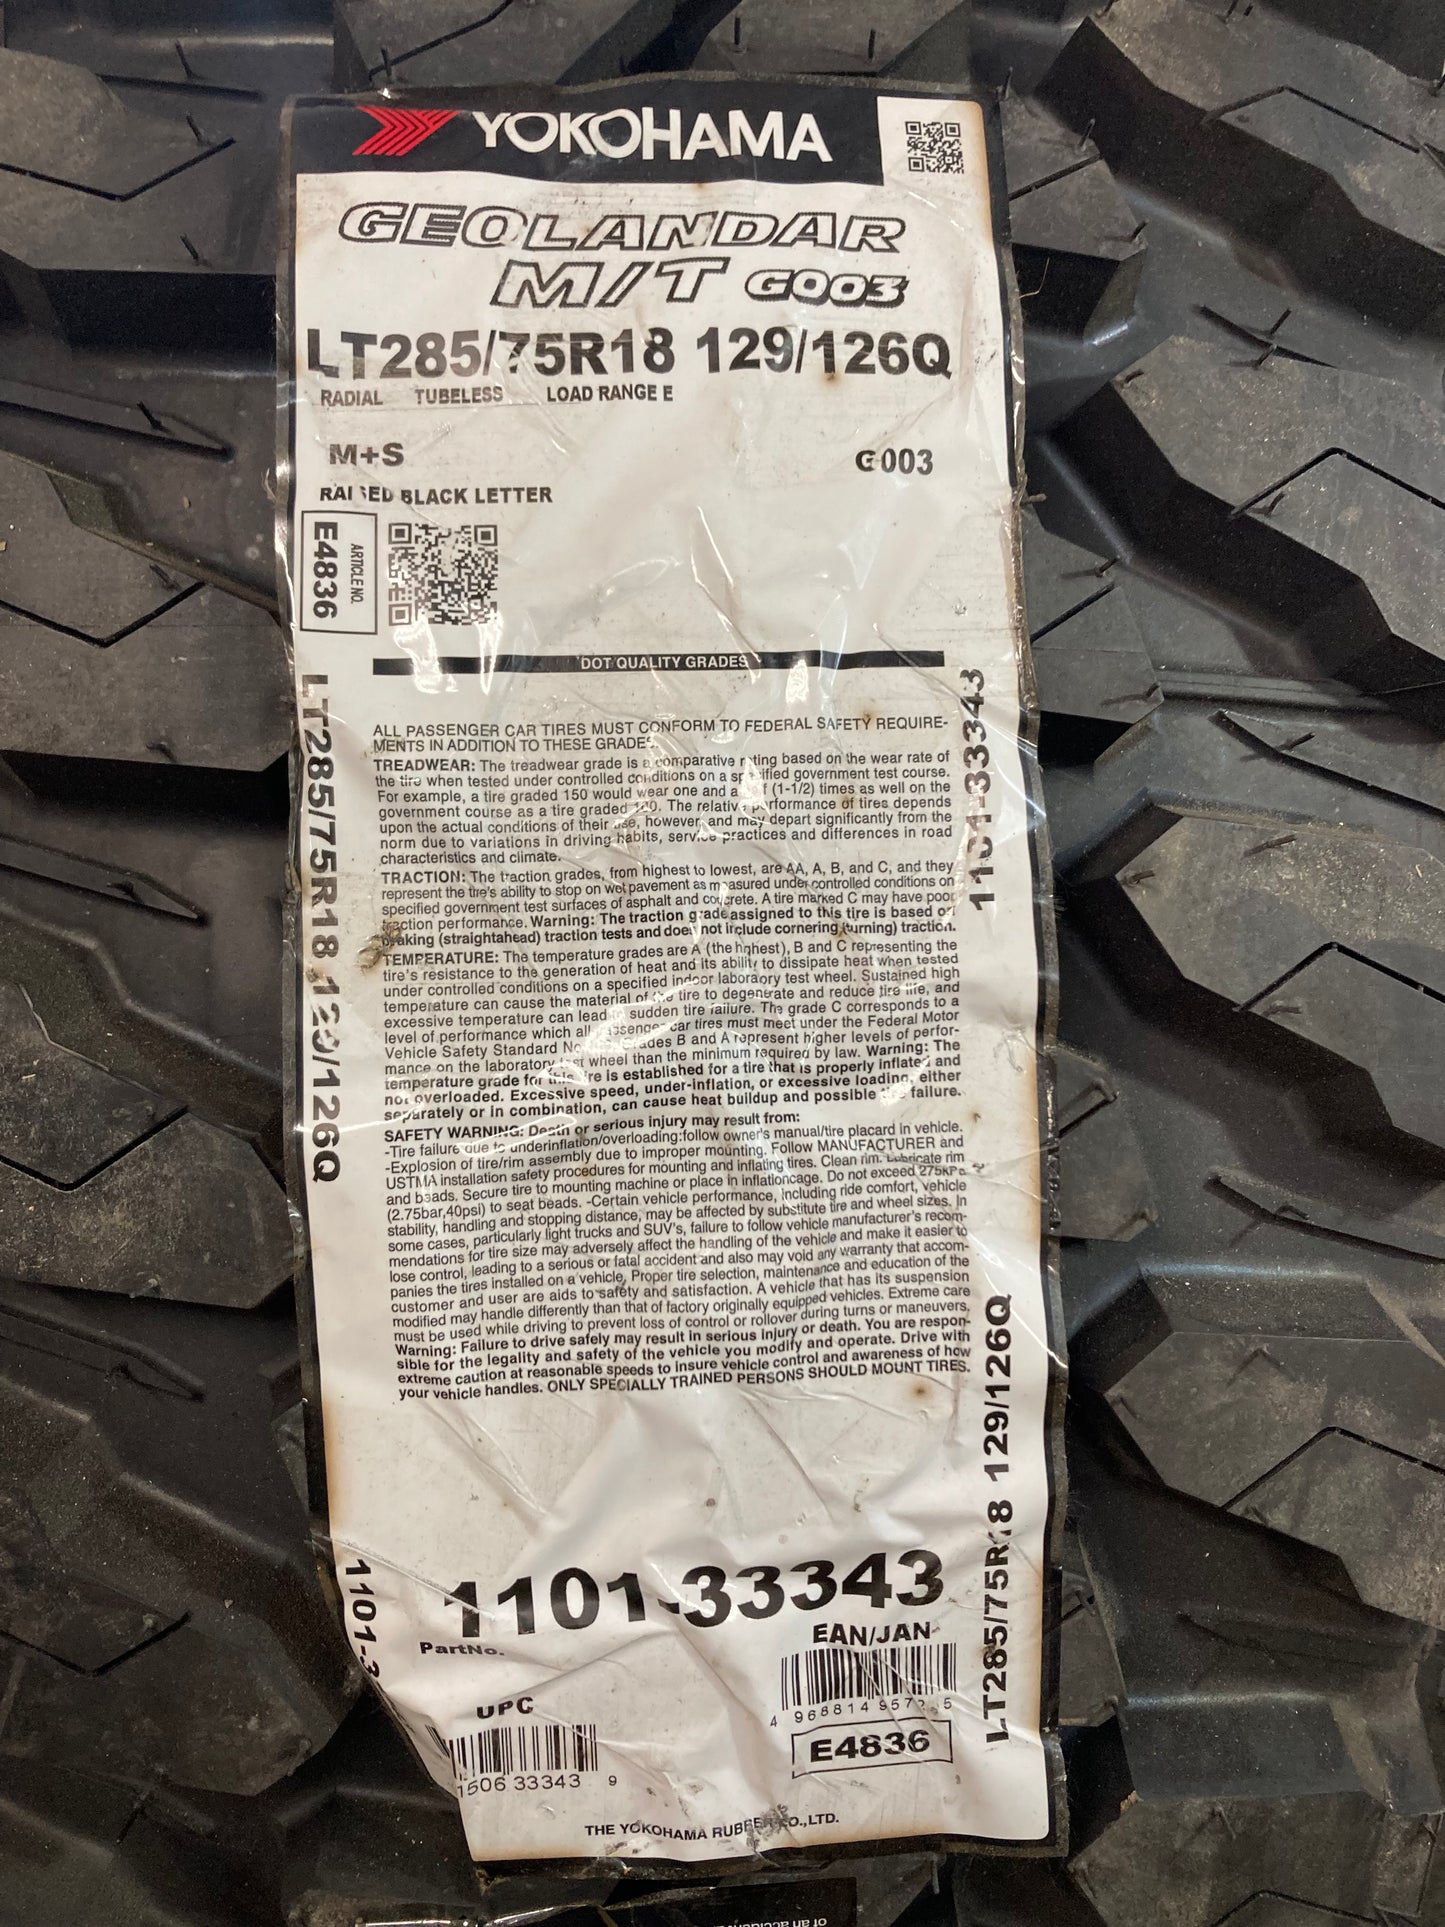 YOKOHAMA
GEOLANDAR
M/T G003
LT285/75R18 129/126Q
RADIAL TUBELESS LOAD RANGE E
M+S G003
RAISED BLACK LETTER
ARTICLE NO.
E4836
DOT QUALITY GRADES
ALL PASSENGER CAR TIRES MUST CONFORM TO FEDERAL SAFETY REQUIRE-
MENTS IN ADDITION TO THESE GRADES.
TREADWEAR: The treadwear grade is a comparative rating based on the wear rate of
the tire when tested under controlled conditions on a specified government test course.
For example, a tire graded 150 would wear one and a half (1-1/2) times as well on the
government course as a tire graded 100. The relative performance of tires depends
upon the actual conditions of their use, however, and may depart significantly from the
norm due to variations in driving habits, service practices and differences in road
characteristics and climate.
TRACTION: The traction grades, from highest to lowest, are AA, A, B, and C, and they
represent the tire's ability to stop on wet pavement as measured under controlled conditions on
specified government test surfaces of asphalt and concrete. A tire marked C may have poor
traction performance. Warning: The traction grade assigned to this tire is based on
braking (straightahead) traction tests and does not include cornering (turning) traction.
TEMPERATURE: The temperature grades are A (the highest), B and C representing the
tire's resistance to the generation of heat and its ability to dissipate heat when tested
under controlled conditions on a specified indoor laboraory test wheel. Sustained high
temperature can cause the material of the tire to degenerate and reduce tire life, and
excessive temperature can lead to sudden tire failure. The grade C corresponds to a
level of performance which all passenger car tires must meet under the Federal Motor
Vehicle Safety Standard Grades B and A represent higher levels of perfor-
mance on the laboratory test wheel than the minimum required by law. Warning: The
temperature grade for this tire is established for a tire that is properly inflated and
not overloaded. Excessive speed, under-inflation, or excessive loading, either
separately or in combination, can cause heat buildup and possible tire failure.
SAFETY WARNING: Death or serious injury may result from:
-Tire failure due to underinflation/overloading:follow owner's manual/tire placard in vehicle.
-Explosion of tire/rim assembly due to improper mounting. Follow MANUFACTURER and
USTMA installation safety procedures for mounting and inflating tires. Clean rim. Lubricate rim
and beads. Secure tire to mounting machine or place in inflationcage. Do not exceed 275kPa
(2.75bar,40psi) to seat beads. -Certain vehicle performance, including ride comfort, vehicle
stability, handling and stopping distance, may be affected by substitute tire and wheel sizes. In
some cases, particularly light trucks and SUV's, failure to follow vehicle manufacturer's recom-
mendations for tire size may adversely affect the handling of the vehicle and make it easier to
lose control, leading to a serious or fatal accident and also may void any warranty that accom-
panies the tires installed on a vehicle, Proper tire selection, maintenance and education of the
customer and user are aids to safety and satisfaction. A vehicle that has its suspension
modified may handle differently than that of factory originally equipped vehicles. Extreme care
must be used while driving to prevent loss of control or rollover during turns or maneuvers.
Warning: Failure to drive safely may result in serious injury or death. You are respon-
sible for the legality and safety of the vehicle you modify and operate. Drive with
extreme caution at reasonable speeds to insure vehicle control and awareness of how
your vehicle handles. ONLY SPECIALLY TRAINED PERSONS SHOULD MOUNT TIRES.
1101-33343
PartNo.
EAN/JAN
4 968814 957 5
E4836
UPC
1506 33343 9
THE YOKOHAMA RUBBER CO.,LTD.
LT285/75R18 129/126Q
1101-3
1101-33343
LT285/75R18 129/126Q
of an accident